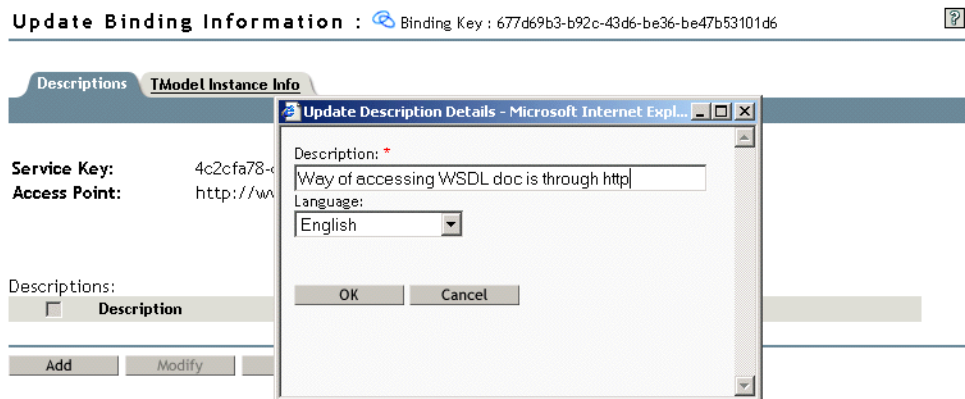 Update Binding Information : Binding Key : 677d69b3-b92c-43d6-be36-be47b53101d6
Descriptions TModel Instance Info
Update Description Details - Microsoft Internet Expl...
Description: *
Service Key: 4c2cfa78-
Way of accessing WSDL doc is through http
Access Point:
Language:
English
Descriptions:
OK Cancel
Description
Add Modify